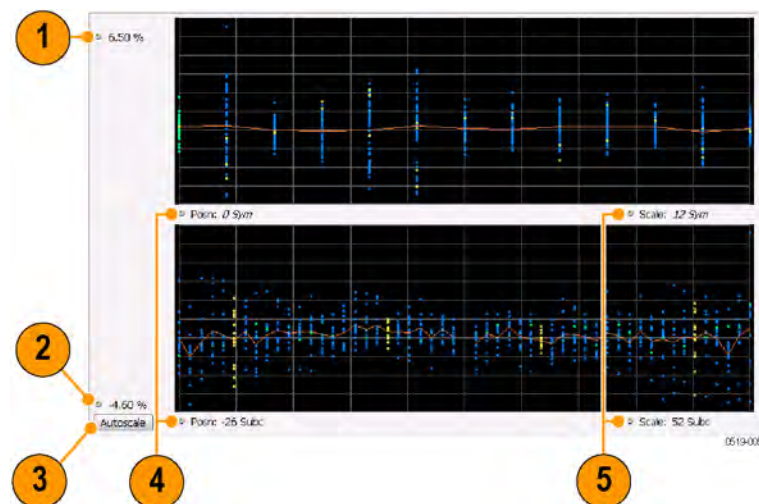 1
6.50 %
Posn: 0 Sym
Scale: 12 Sym
2
-4.60 %
Autoscale
Posn: -26 Subc
Scale: 52 Subc
3
4
5